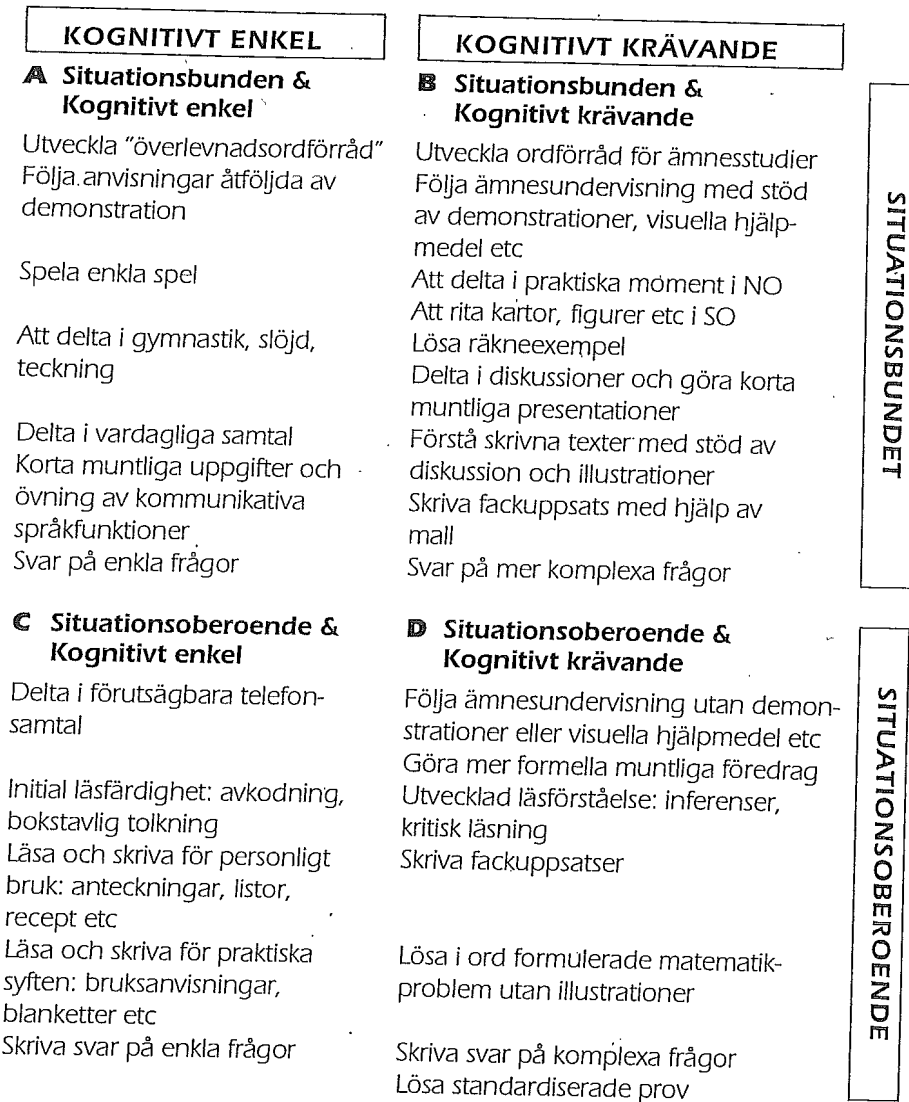 KOGNITIVT ENKEL
KOGNITIVT KRÄVANDE
A Situationsbunden &
Kognitivt enkel
Utveckla "överlevnadsordförråd"
Följa.anvisningar åtföljda av
demonstration
Spela enkla spel
Att delta i gymnastik, slöjd,
teckning
Delta i vardagliga samtal
Korta muntliga uppgifter och
övning av kommunikativa
språkfunktioner
Svar på enkla frågor
B Situationsbunden &
Kognitivt krävande
Utveckla ordförråd för ämnesstudier
Följa ämnesundervisning med stöd
av demonstrationer, visuella hjälp-
medel etc
Att delta i praktiska moment i NO
Att rita kartor, figurer etc i SO
Lösa räkneexempel
Delta i diskussioner och göra korta
muntliga presentationer
Förstå skrivna texter med stöd av
diskussion och illustrationer
Skriva fackuppsats med hjälp av
mall
Svar på mer komplexa frågor
SITUATIONSBUNDET
C Situationsoberoende &
Kognitivt enkel
Delta i förutsägbara telefon-
samtal
Initial läsfärdighet: avkodning,
bokstavlig tolkning
Läsa och skriva för personligt
bruk: anteckningar, listor,
recept etc
Läsa och skriva för praktiska
syften: bruksanvisningar,
blanketter etc
Skriva svar på enkla frågor
D Situationsoberoende &
Kognitivt krävande
Följa ämnesundervisning utan demon-
strationer eller visuella hjälpmedel etc
Göra mer formella muntliga föredrag
Utvecklad läsförståelse: inferenser,
kritisk läsning
Skriva fackuppsatser
Lösa i ord formulerade matematik-
problem utan illustrationer
Skriva svar på komplexa frågor
Lösa standardiserade prov
SITUATIONSOBEROENDE